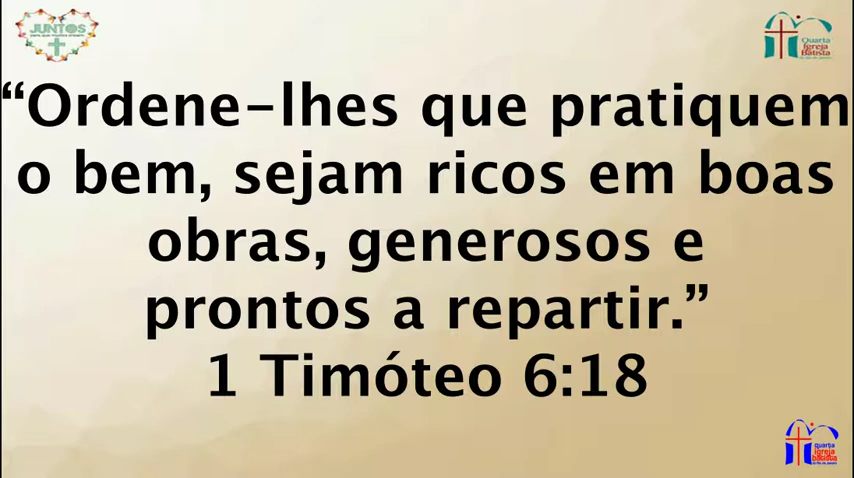 JUNTOS
Quarta
Igreja
Batista
“Ordene-lhes que pratiquem
o bem, sejam ricos em boas
obras, generosos e
prontos a repartir.”
1 Timóteo 6:18
quarta
igreja
batista